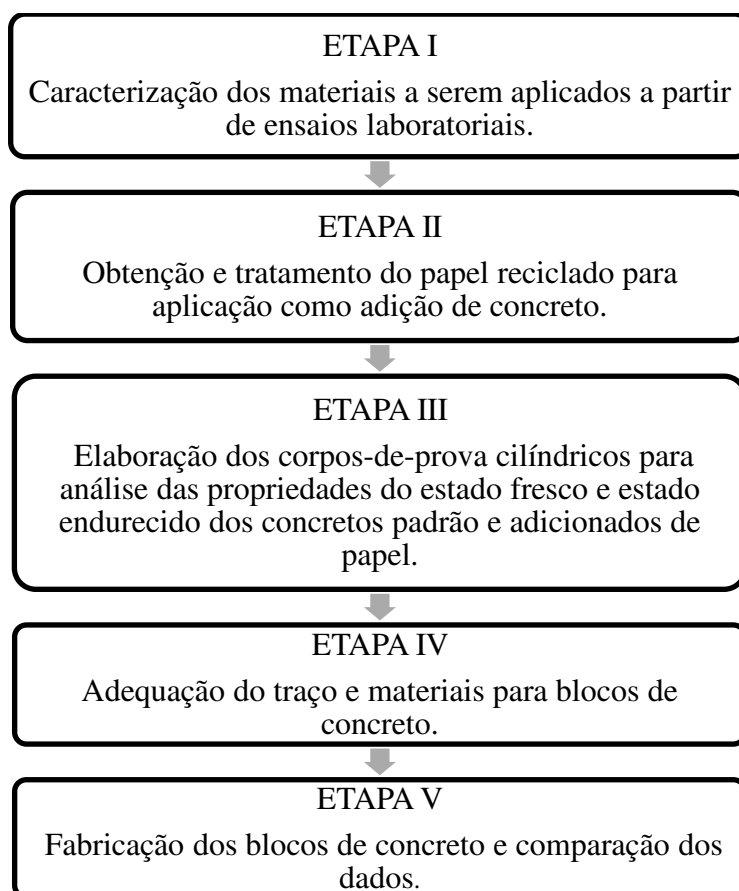 ETAPA I
Caracterização dos materiais a serem aplicados a partir
de ensaios laboratoriais.
ETAPA II
Obtenção e tratamento do papel reciclado para
aplicação como adição de concreto.
ETAPA III
Elaboração dos corpos-de-prova cilíndricos para
análise das propriedades do estado fresco e estado
endurecido dos concretos padrão e adicionados de
papel.
ETAPA IV
Adequação do traço e materiais para blocos de
concreto.
ETAPA V
Fabricação dos blocos de concreto e comparação dos
dados.